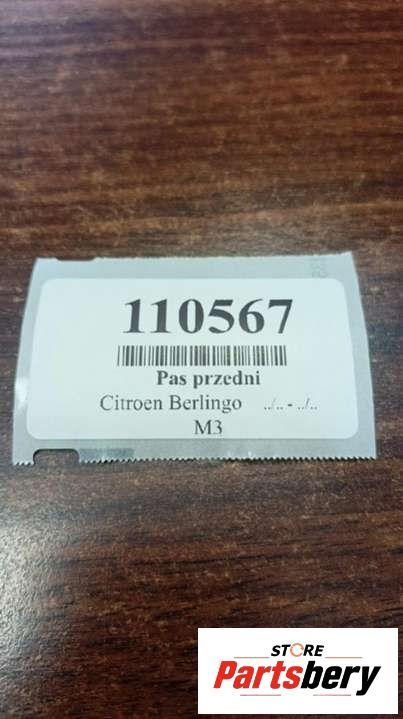 110567
Pas przedni
Citroen Berlingo ../.. - ../..
M3
STORE
Partsbery